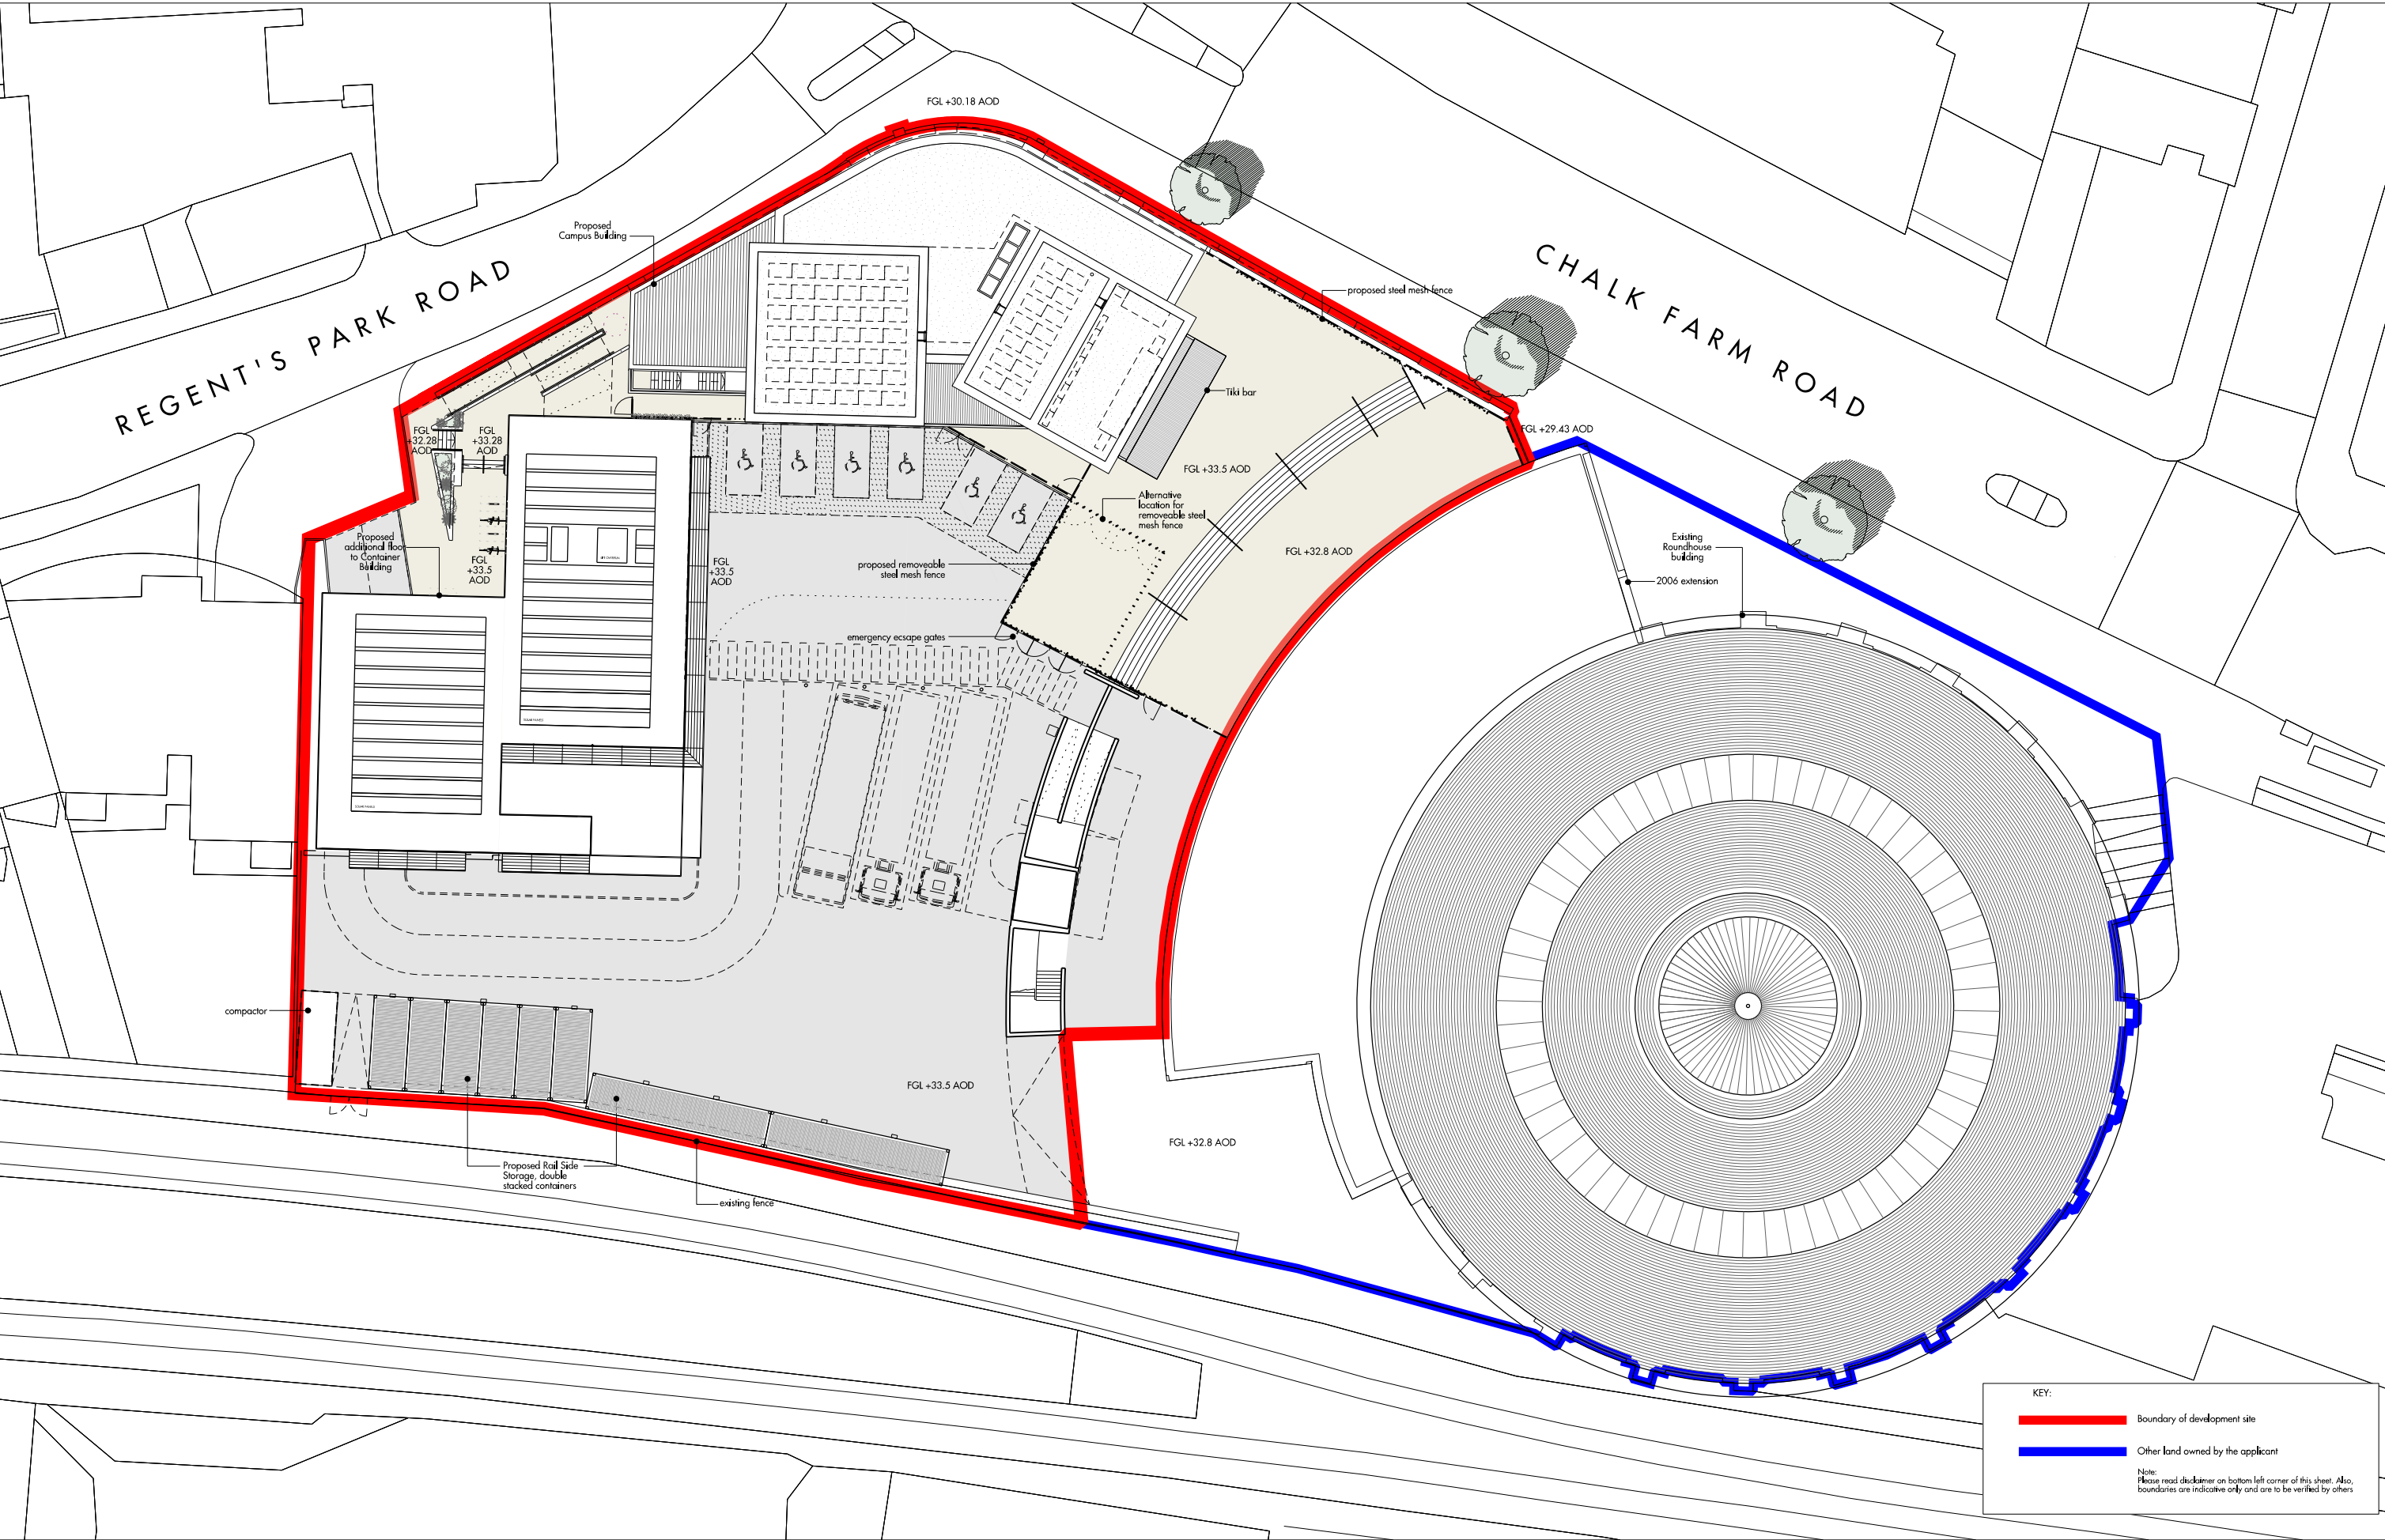 FGL +30.18 AOD
Proposed
Campus Building
REGENT'S PARK ROAD
CHALK FARM ROAD
proposed steel mesh fence
Tiki bar
FGL
+32.28
AOD
FGL
+33.28
AOD
FGL +29.43 AOD
FGL +33.5 AOD
Alternative
location for
removeable steel
mesh fence
Proposed
additional floor
to Container
Building
FGL
+33.5
AOD
FGL
+33.5
AOD
proposed removeable
steel mesh fence
FGL +32.8 AOD
Existing
Roundhouse
building
2006 extension
emergency ecsape gates
compactor
FGL +33.5 AOD
FGL +32.8 AOD
Proposed Rail Side
Storage, double
stacked containers
existing fence
KEY:
Boundary of development site
Other land owned by the applicant
Note:
Please read disclaimer on bottom left corner of this sheet. Also,
boundaries are indicative only and are to be verified by others